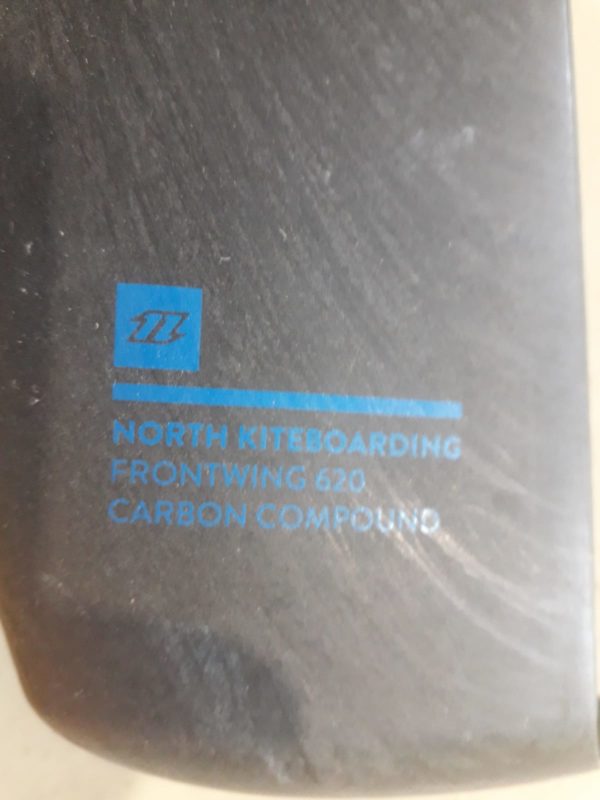 NORTH KITEBOARDING
FRONTWING 620
CARBON COMPOUND